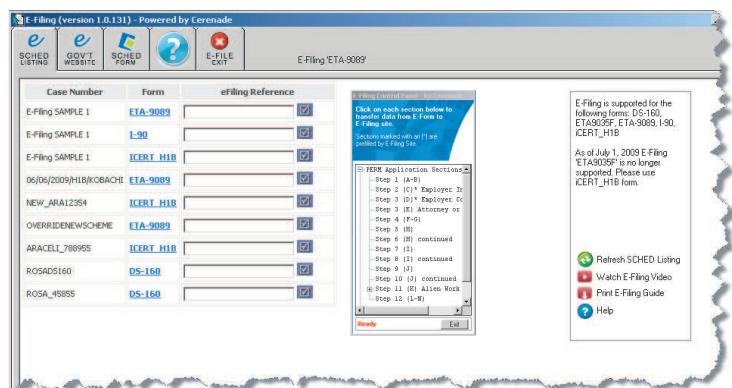 E-Filing (version 1.0.131) - Powered by Cerenade
SCHED LISTING
GOV'T WEBSITE
SCHED FORM
E-FILE EXIT
E-Filing 'ETA-9089'
Case Number Form eFiling Reference
E-Filing SAMPLE 1 ETA-9089
E-Filing SAMPLE 1 I-90
E-Filing SAMPLE 1 ICERT_H1B
06/06/2009/H1B/KOBACHI ETA-9089
NEW_ARA12354 ICERT_H1B
OVERRIDENEWSCHEME ETA-9089
ARACELI_788955 ICERT_H1B
ROSADS160 DS-160
ROSA_45855 DS-160
E-Filing Control Panel - By Cerenade
Click on each section below to
transfer data from E-Form to
E-Filing site
Sections marked with an (*) are
prefilled by E-Filing Site
PERM Application Sections
Step 1 (A-B)
Step 2 (C)* Employer In
Step 3 (D)* Employer Co
Step 3 (E) Attorney or
Step 4 (F-G)
Step 5 (H)
Step 6 (H) continued
Step 7 (I)
Step 8 (I) continued
Step 9 (J)
Step 10 (J) continued
Step 11 (K) Alien Work
Step 12 (L-N)
Ready Exit
E-Filing is supported for the
following forms: DS-160,
ETA9035F, ETA-9089, I-90,
iCERT_H1B
As of July 1, 2009 E-Filing
'ETA9035F' is no longer
supported. Please use
iCERT_H1B form.
Refresh SCHED Listing
Watch E-Filing Video
Print E-Filing Guide
Help